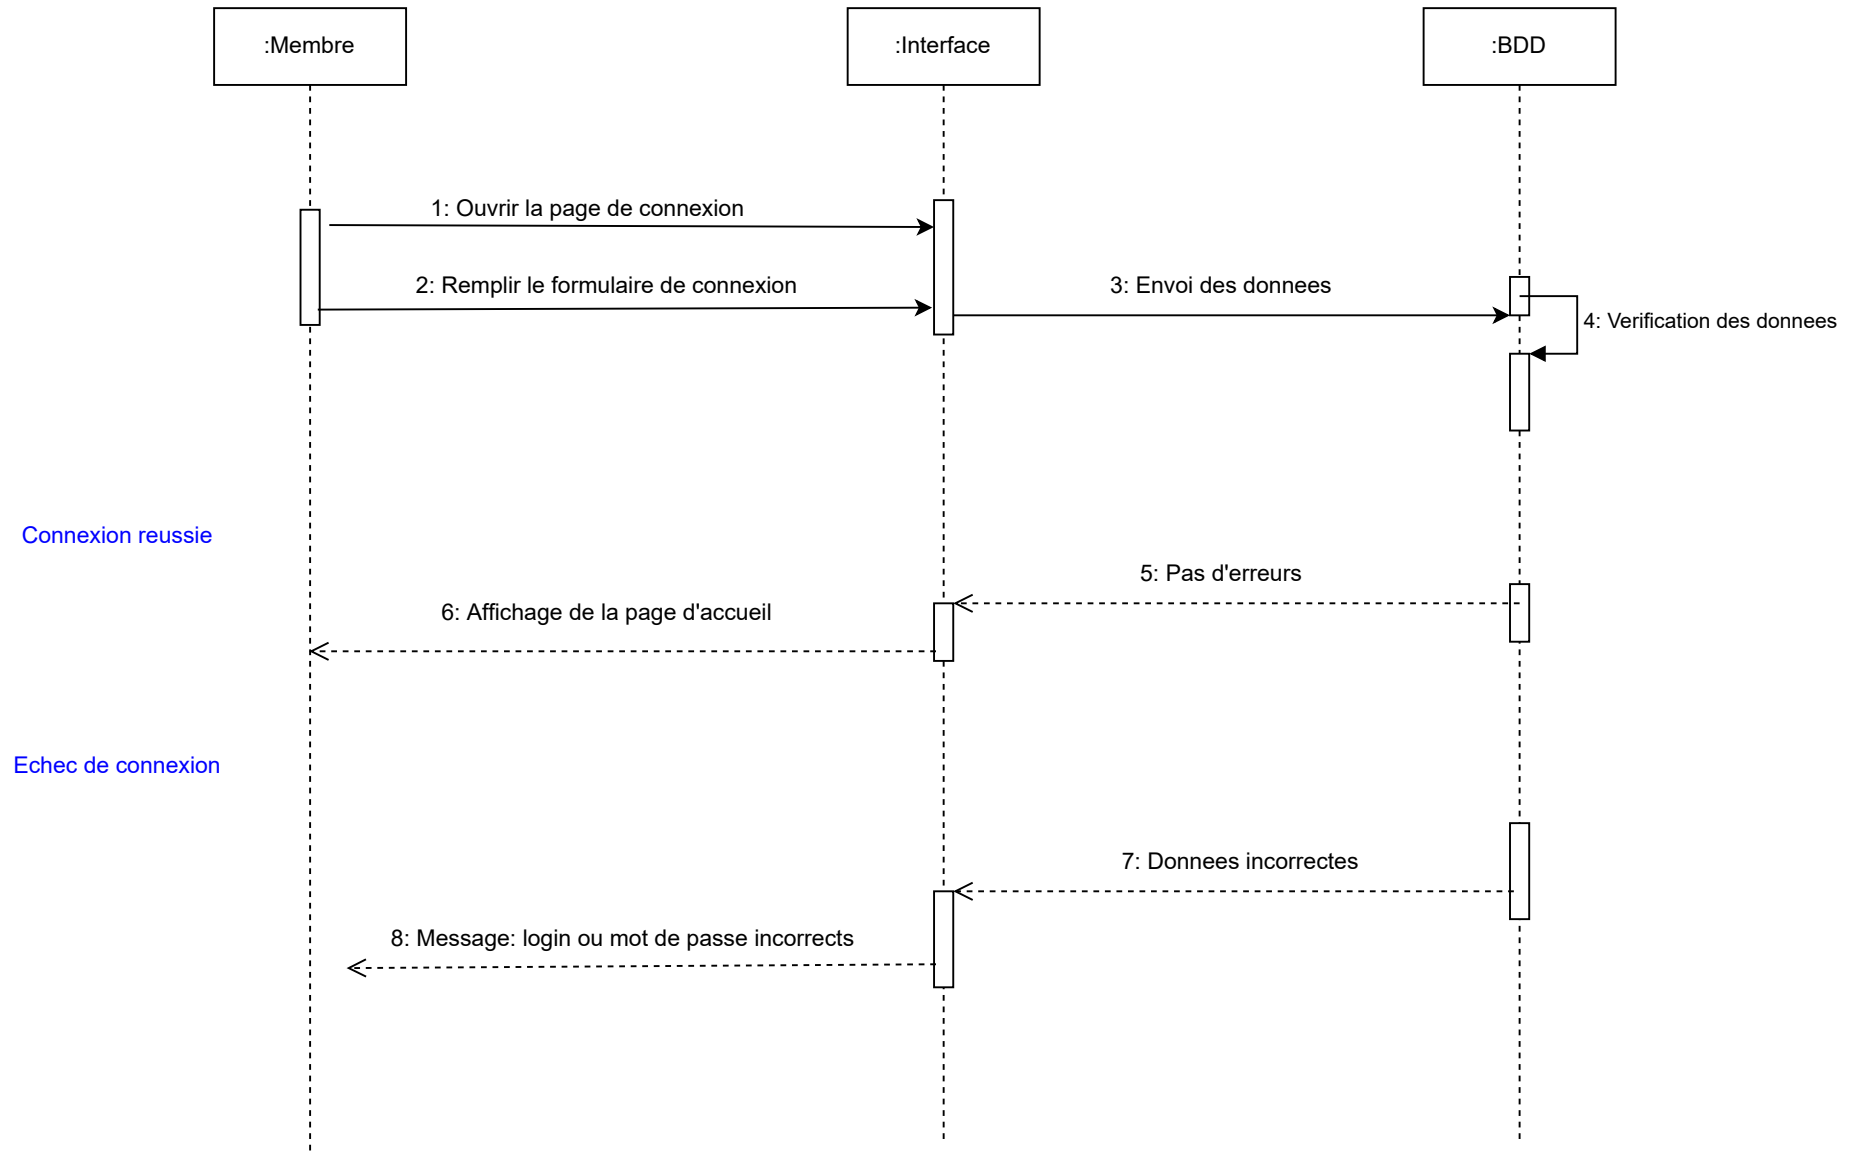 :Membre
:Interface
:BDD
1: Ouvrir la page de connexion
2: Remplir le formulaire de connexion
3: Envoi des donnees
4: Verification des donnees
Connexion reussie
5: Pas d'erreurs
6: Affichage de la page d'accueil
Echec de connexion
7: Donnees incorrectes
8: Message: login ou mot de passe incorrects